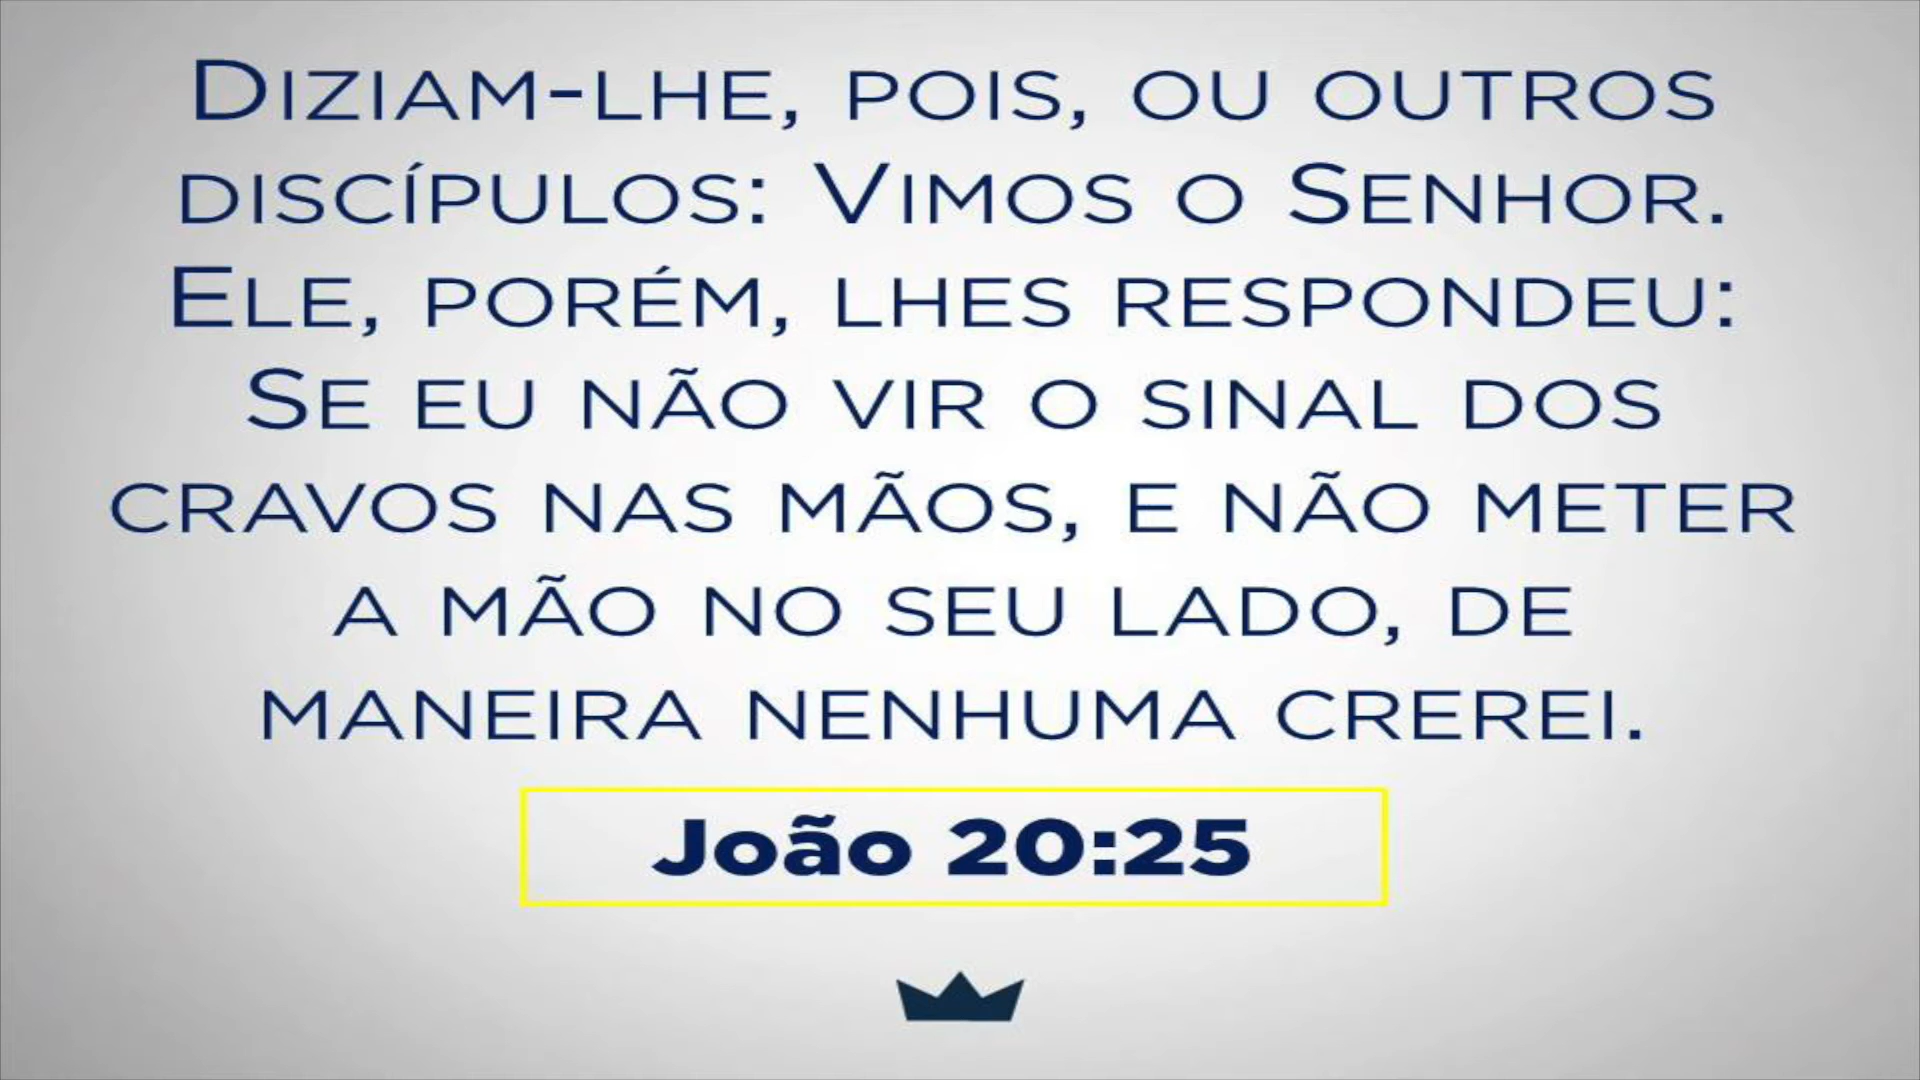 Diziam-lhe, pois, ou outros
discípulos: Vimos o Senhor.
Ele, porém, lhes respondeu:
Se eu não vir o sinal dos
cravos nas mãos, e não meter
a mão no seu lado, de
maneira nenhuma crerei.
João 20:25